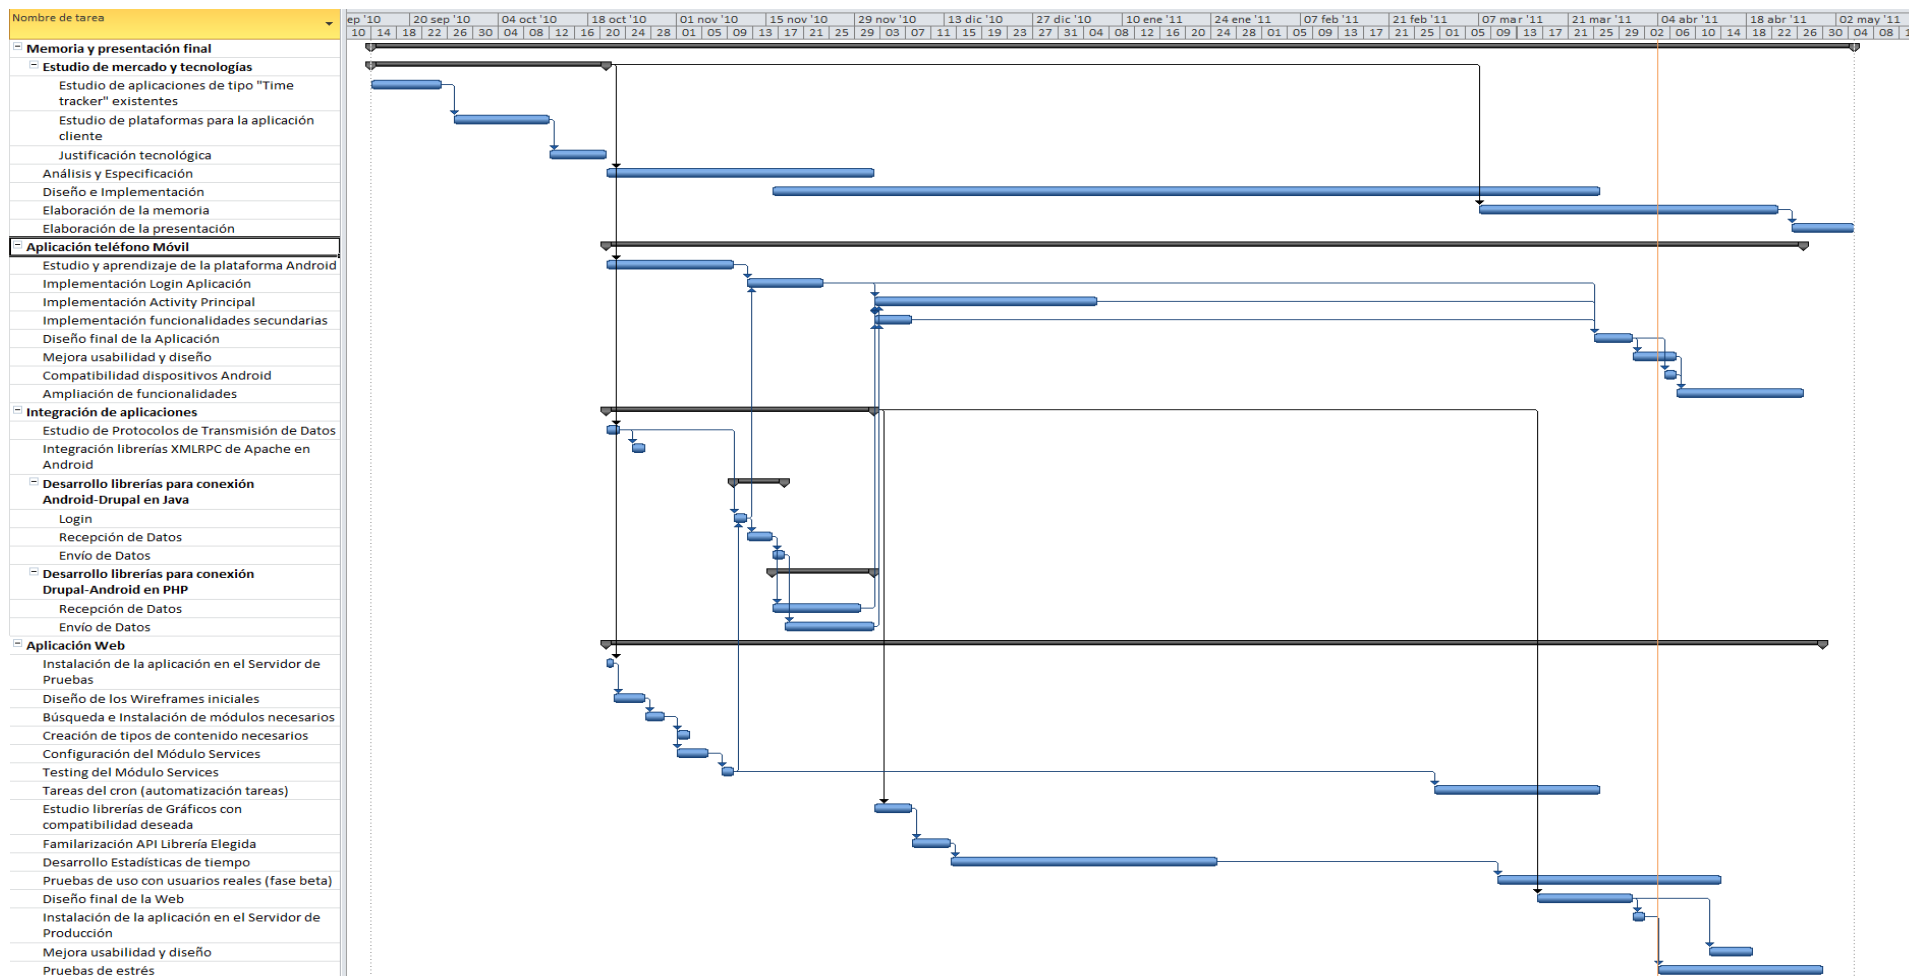 Nombre de tarea
ep '10 20 sep '10 04 oct '10 18 oct '10 01 nov '10 15 nov '10 29 nov '10 13 dic '10 27 dic '10 10 ene '11 24 ene '11 07 feb '11 21 feb '11 07 mar '11 21 mar '11 04 abr '11 18 abr '11 02 may '11
10 14 18 22 26 30 04 08 12 16 20 24 28 01 05 09 13 17 21 25 29 03 07 11 15 19 23 27 31 04 08 12 16 20 24 28 01 05 09 13 17 21 25 01 05 09 13 17 21 25 29 02 06 10 14 18 22 26 30 04 08 1
Memoria y presentación final
Estudio de mercado y tecnologías
Estudio de aplicaciones de tipo "Time
tracker" existentes
Estudio de plataformas para la aplicación
cliente
Justificación tecnológica
Análisis y Especificación
Diseño e Implementación
Elaboración de la memoria
Elaboración de la presentación
Aplicación teléfono Móvil
Estudio y aprendizaje de la plataforma Android
Implementación Login Aplicación
Implementación Activity Principal
Implementación funcionalidades secundarias
Diseño final de la Aplicación
Mejora usabilidad y diseño
Compatibilidad dispositivos Android
Ampliación de funcionalidades
Integración de aplicaciones
Estudio de Protocolos de Transmisión de Datos
Integración librerías XMLRPC de Apache en
Android
Desarrollo librerías para conexión
Android-Drupal en Java
Login
Recepción de Datos
Envío de Datos
Desarrollo librerías para conexión
Drupal-Android en PHP
Recepción de Datos
Envío de Datos
Aplicación Web
Instalación de la aplicación en el Servidor de
Pruebas
Diseño de los Wireframes iniciales
Búsqueda e Instalación de módulos necesarios
Creación de tipos de contenido necesarios
Configuración del Módulo Services
Testing del Módulo Services
Tareas del cron (automatización tareas)
Estudio librerías de Gráficos con
compatibilidad deseada
Familarización API Librería Elegida
Desarrollo Estadísticas de tiempo
Pruebas de uso con usuarios reales (fase beta)
Diseño final de la Web
Instalación de la aplicación en el Servidor de
Producción
Mejora usabilidad y diseño
Pruebas de estrés